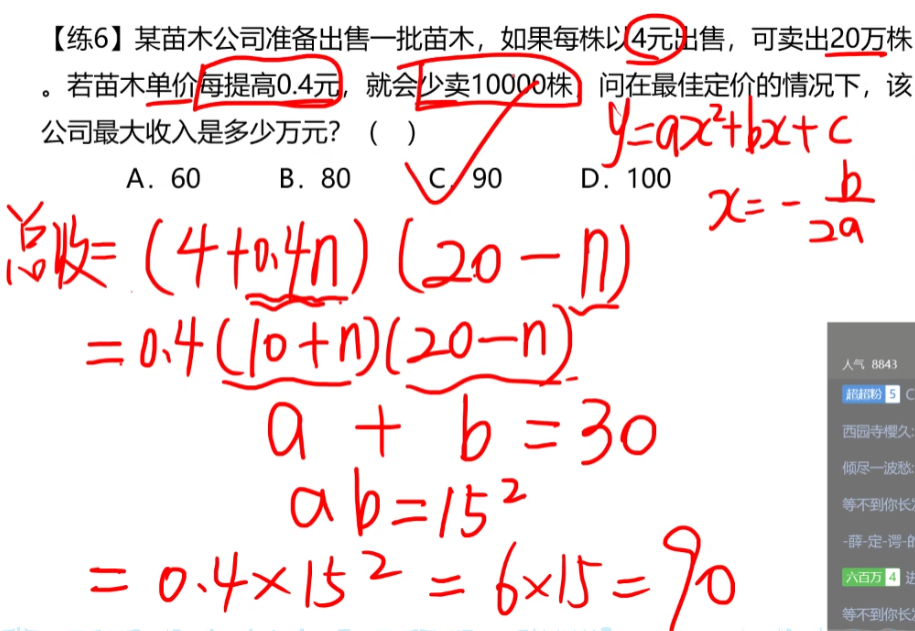 【练6】某苗木公司准备出售一批苗木，如果每株以4元出售，可卖出20万株
。若苗木单价每提高0.4元，就会少卖10000株，问在最佳定价的情况下，该
公司最大收入是多少万元？（ ）
A．60 B．80 C．90 D．100
y=ax²+bx+c
x=-b/2a
总收=(4+0.4n)(20-n)
=0.4(10+n)(20-n)
a+b=30
ab=15²
=0.4×15²=6×15=90
人气 8843
超超粉 5 C
西园寺樱久:
倾尽一波愁:
等不到你长
-薛-定-谔-的
六百万 4 进
等不到你长